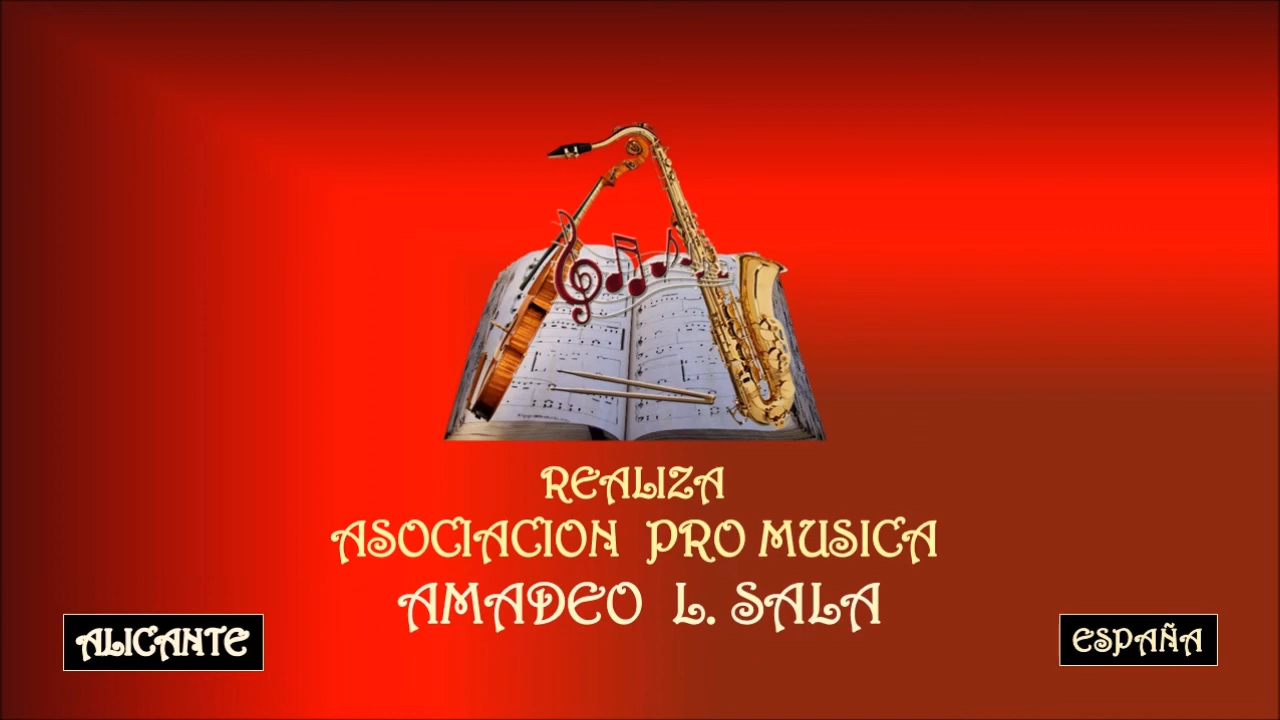 REALIZA
ASOCIACION PRO MUSICA
AMADEO L. SALA
ALICANTE
ESPAÑA